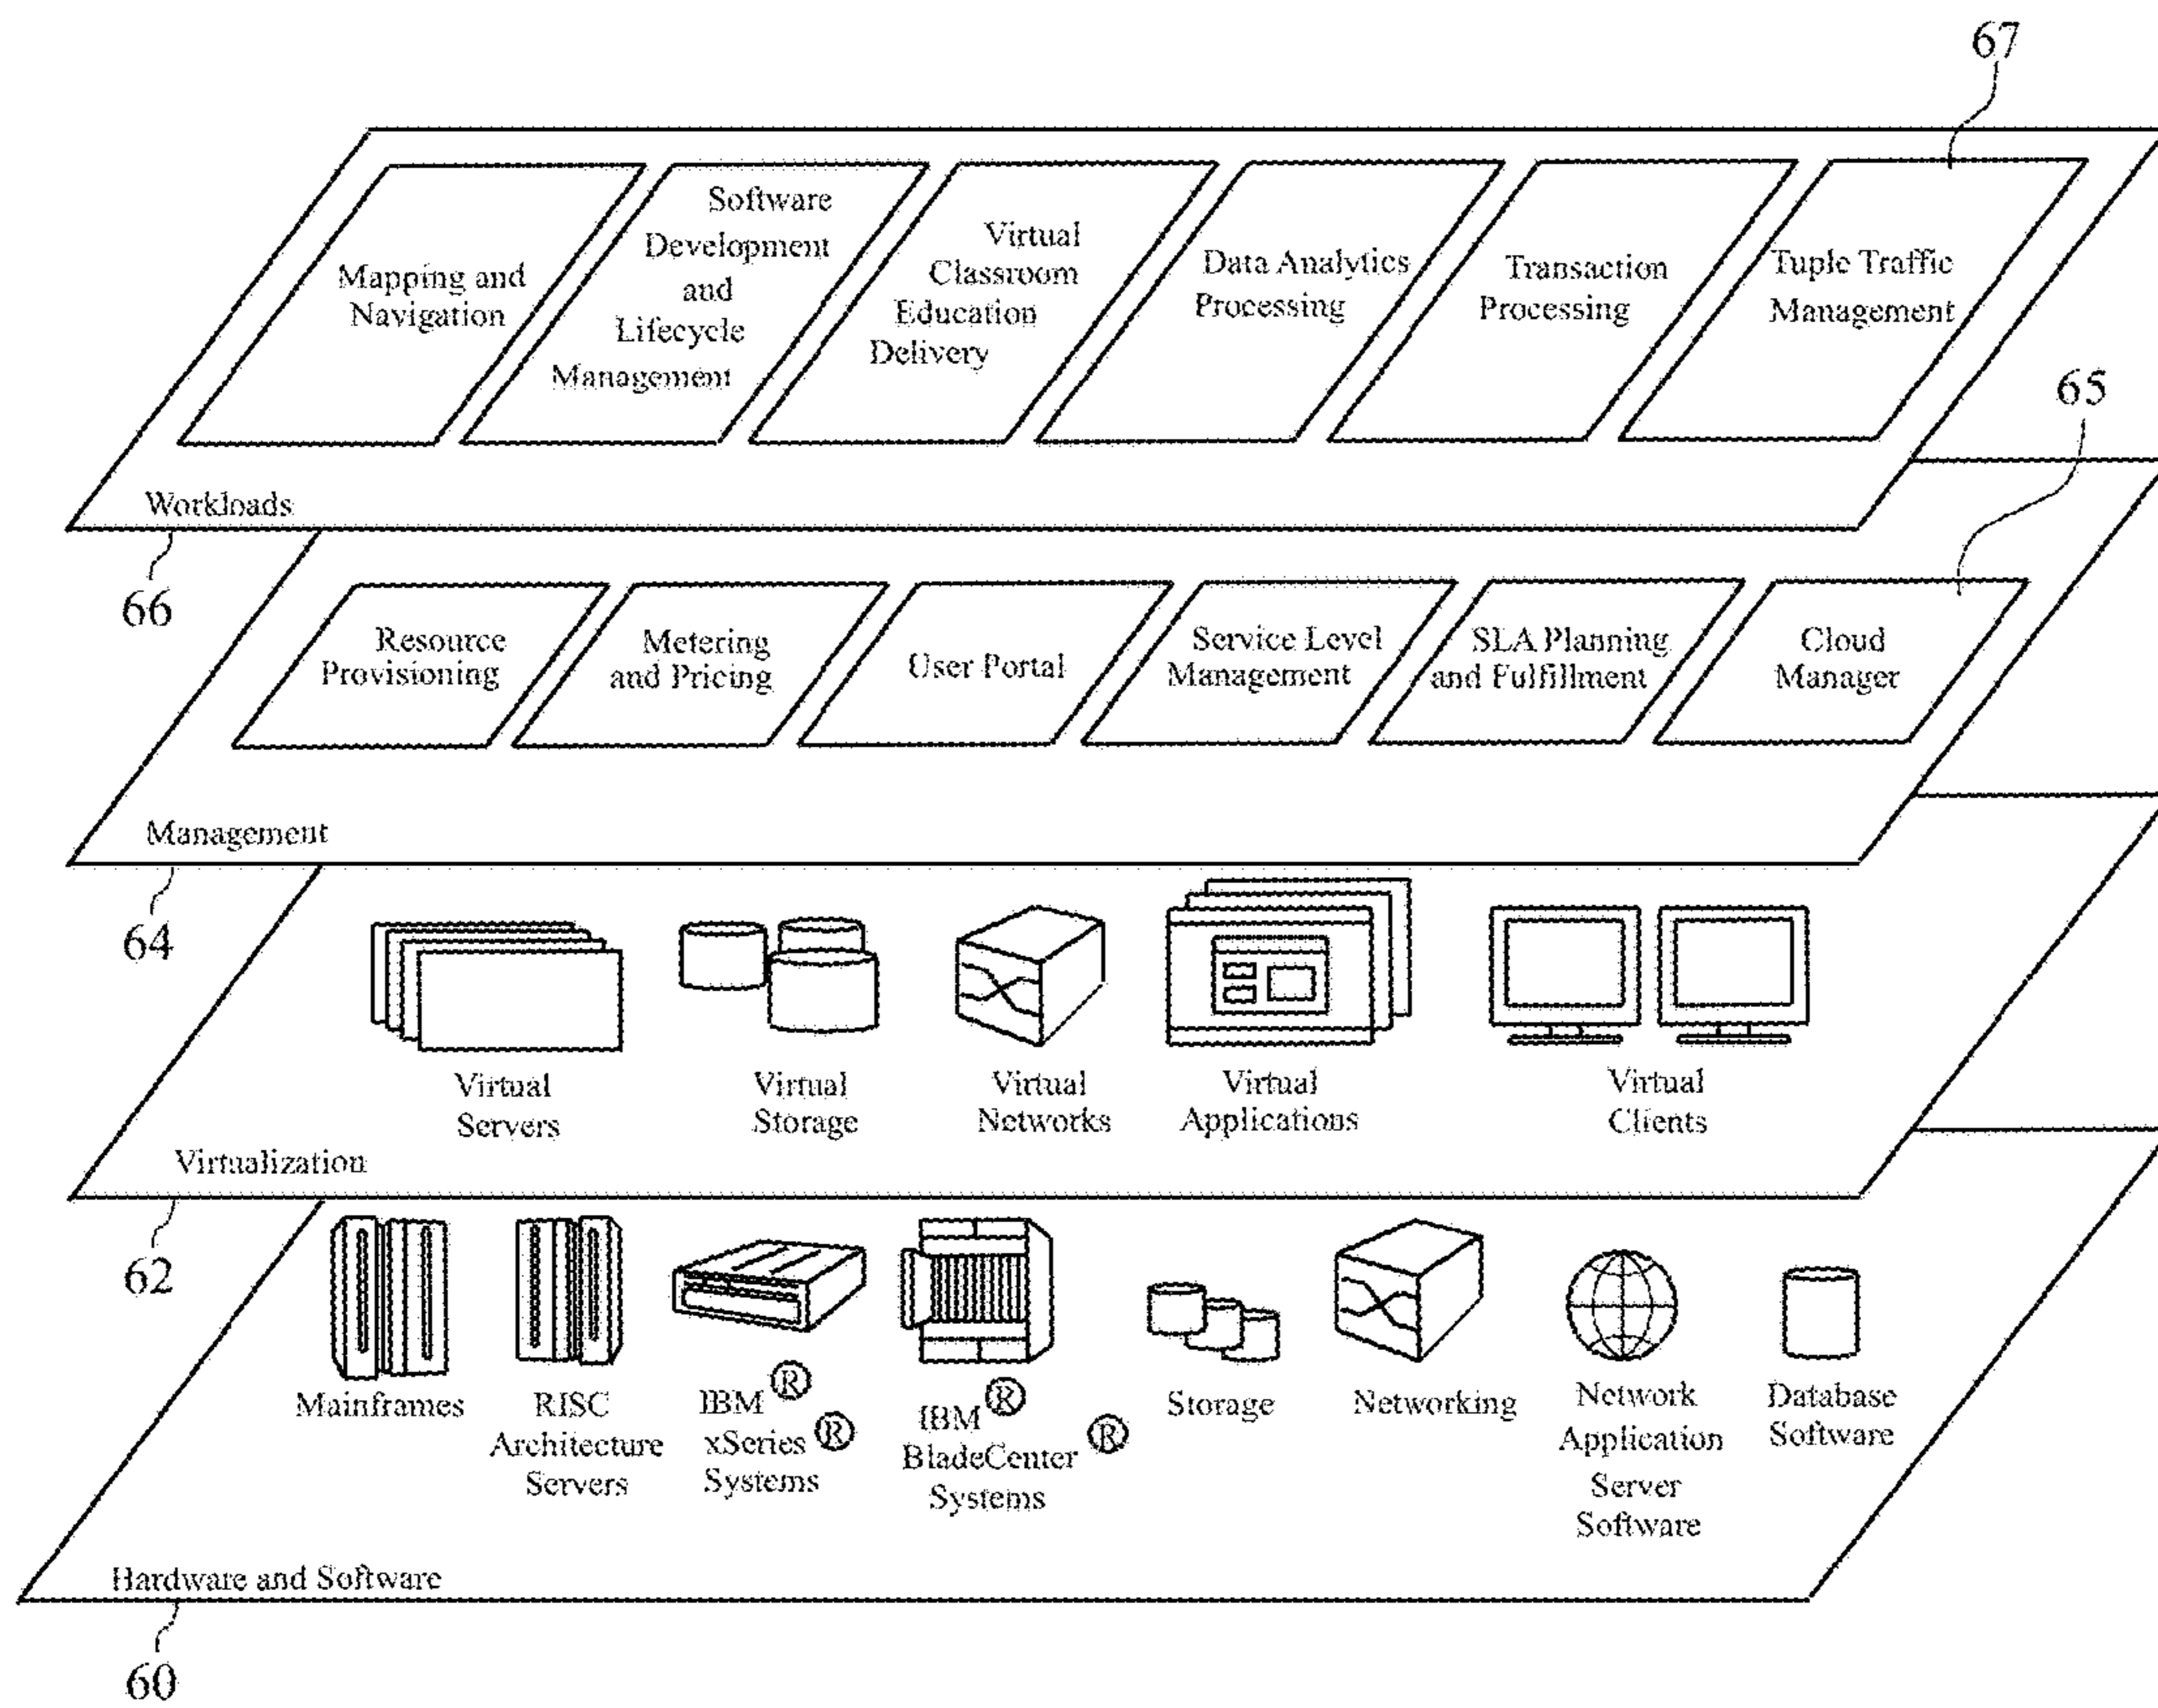 67
Mapping and
Navigation
Software
Development
and
Lifecycle
Management
Virtual
Classroom
Education
Delivery
Data Analytics
Processing
Transaction
Processing
Tuple Traffic
Management
Workloads
66
65
Resource
Provisioning
Metering
and Pricing
User Portal
Service Level
Management
SLA Planning
and Fulfillment
Cloud
Manager
Management
64
Virtual
Servers
Virtual
Storage
Virtual
Networks
Virtual
Applications
Virtual
Clients
Virtualization
62
Mainframes
RISC
Architecture
Servers
IBM ®
xSeries ®
Systems
IBM ®
BladeCenter ®
Systems
Storage
Networking
Network
Application
Server
Software
Database
Software
Hardware and Software
60